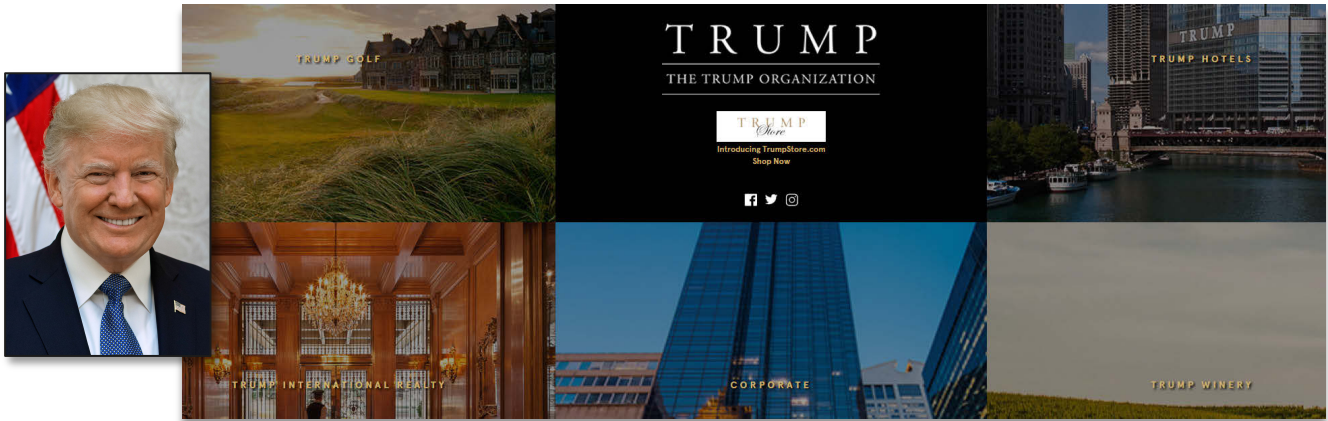 TRUMP GOLF
TRUMP
THE TRUMP ORGANIZATION
TRUMP
Store
Introducing TrumpStore.com
Shop Now
TRUMP HOTELS
TRUMP
TRUMP INTERNATIONAL REALTY
CORPORATE
TRUMP WINERY